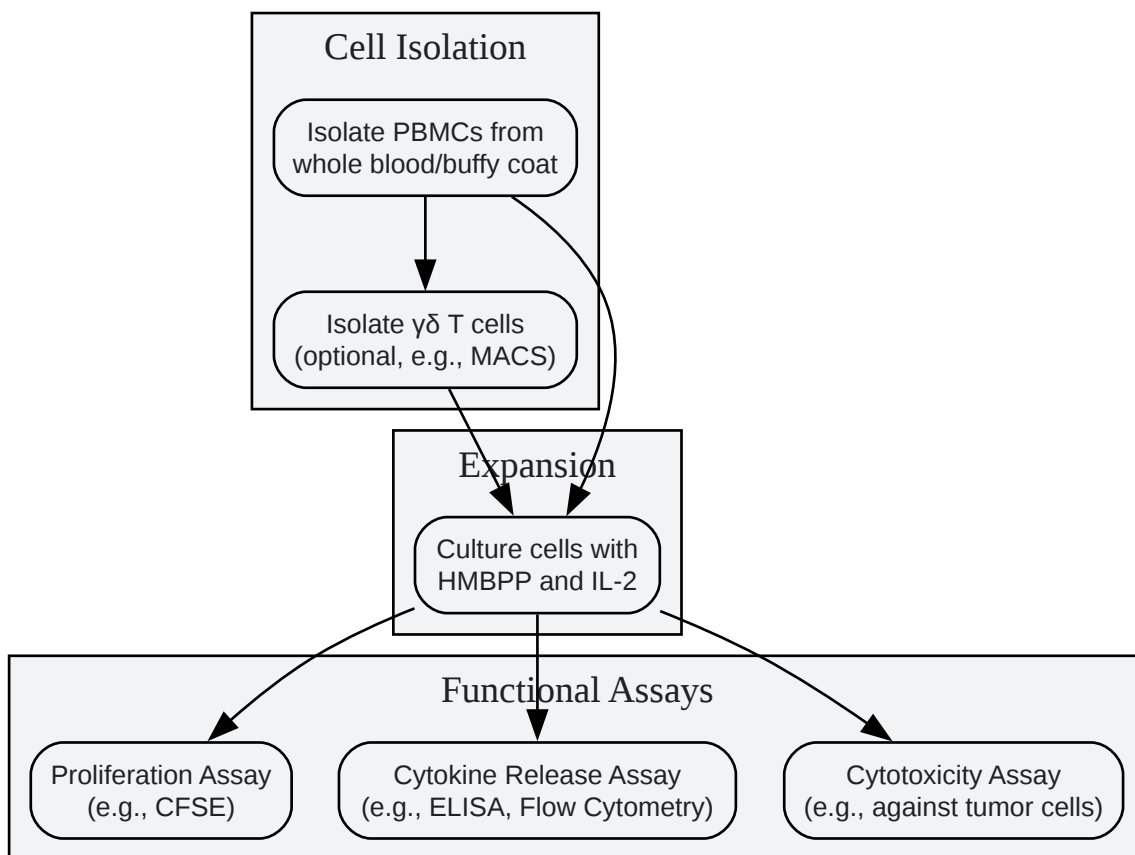 Cell Isolation
Isolate PBMCs from
whole blood/buffy coat
Isolate γδ T cells
(optional, e.g., MACS)
Expansion
Culture cells with
HMBPP and IL-2
Functional Assays
Proliferation Assay
(e.g., CFSE)
Cytokine Release Assay
(e.g., ELISA, Flow Cytometry)
Cytotoxicity Assay
(e.g., against tumor cells)